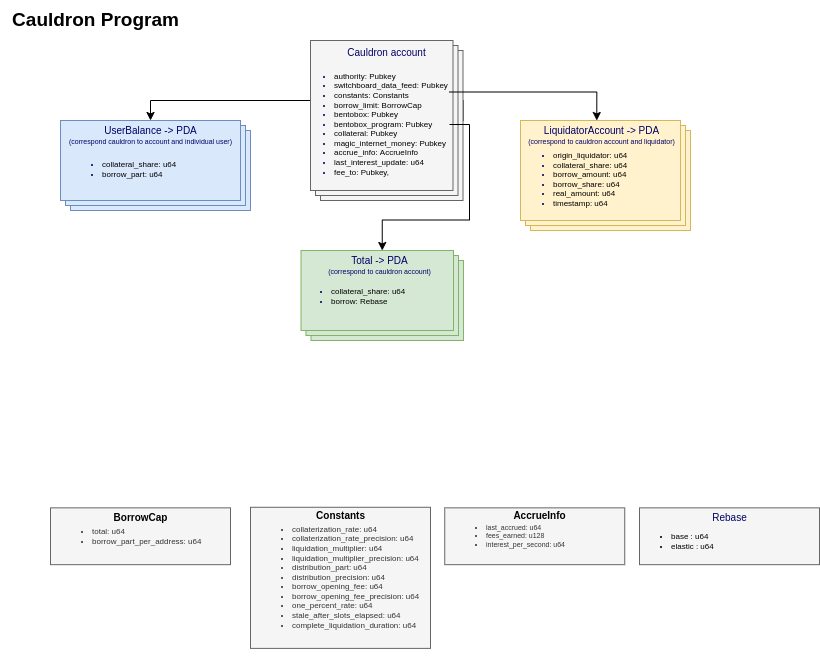 Cauldron Program
Cauldron account
authority: Pubkey
switchboard_data_feed: Pubkey
constants: Constants
borrow_limit: BorrowCap
bentobox: Pubkey
bentobox_program: Pubkey
collateral: Pubkey
magic_internet_money: Pubkey
accrue_info: AccrueInfo
last_interest_update: u64
fee_to: Pubkey,
UserBalance -> PDA
(correspond cauldron to account and individual user)
collateral_share: u64
borrow_part: u64
LiquidatorAccount -> PDA
(correspond to cauldron account and liquidator)
origin_liquidator: u64
collateral_share: u64
borrow_amount: u64
borrow_share: u64
real_amount: u64
timestamp: u64
Total -> PDA
(correspond to cauldron account)
collateral_share: u64
borrow: Rebase
BorrowCap
total: u64
borrow_part_per_address: u64
Constants
collaterization_rate: u64
collaterization_rate_precision: u64
liquidation_multiplier: u64
liquidation_multiplier_precision: u64
distribution_part: u64
distribution_precision: u64
borrow_opening_fee: u64
borrow_opening_fee_precision: u64
one_percent_rate: u64
stale_after_slots_elapsed: u64
complete_liquidation_duration: u64
AccrueInfo
last_accrued: u64
fees_earned: u128
interest_per_second: u64
Rebase
base : u64
elastic : u64